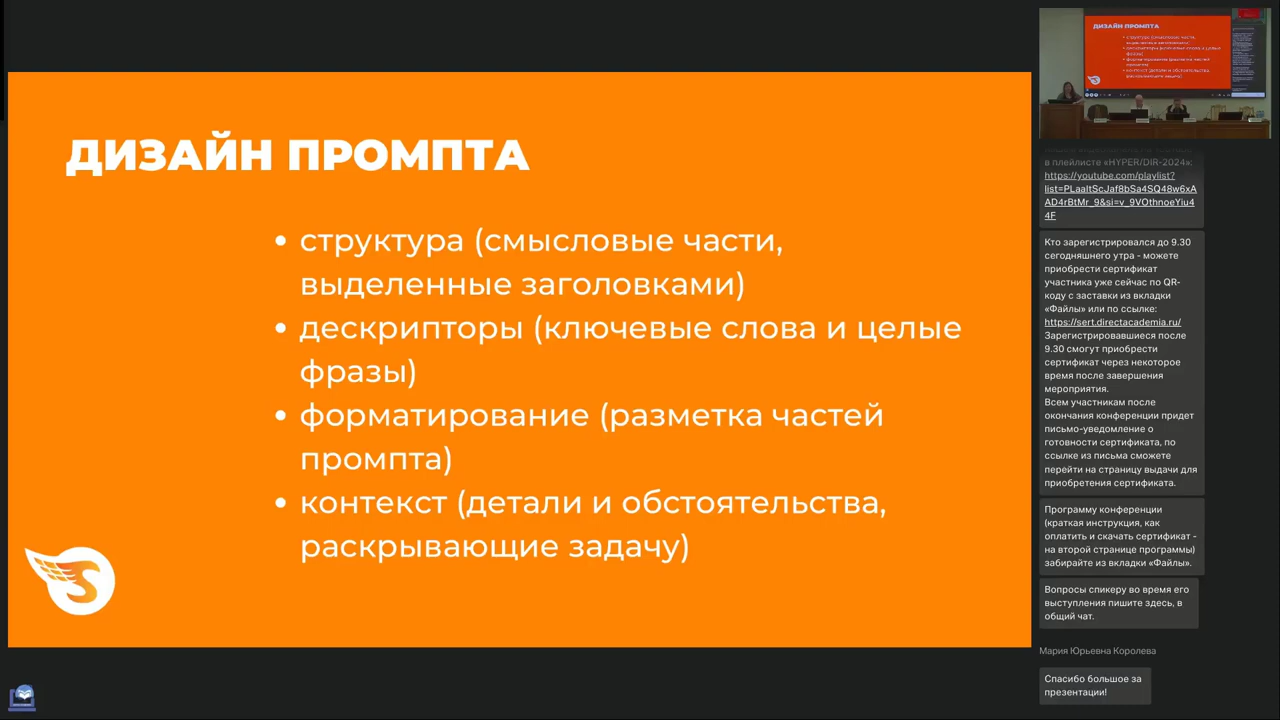 ДИЗАЙН ПРОМПТА
• структура (смысловые части,
выделенные заголовками)
• дескрипторы (ключевые слова и целые
фразы)
• форматирование (разметка частей
промпта)
• контекст (детали и обстоятельства,
раскрывающие задачу)
ДИЗАЙН ПРОМПТА
в плейлисте «HYPER/DIR-2024»:
https://youtube.com/playlist?
list=PLaaltScJaf8bSa4SQ48w6xA
AD4rBtMr_9&si=v_9VOthnoeYiu4
4F
Кто зарегистрировался до 9.30
сегодняшнего утра - можете
приобрести сертификат
участника уже сейчас по QR-
коду с заставки из вкладки
«Файлы» или по ссылке:
https://sert.directacademia.ru/
Зарегистрировавшиеся после
9.30 смогут приобрести
сертификат через некоторое
время после завершения
мероприятия.
Всем участникам после
окончания конференции придет
письмо-уведомление о
готовности сертификата, по
ссылке из письма сможете
перейти на страницу выдачи для
приобретения сертификата.
Программу конференции
(краткая инструкция, как
оплатить и скачать сертификат -
на второй странице программы)
забирайте из вкладки «Файлы».
Вопросы спикеру во время его
выступления пишите здесь, в
общий чат.
Мария Юрьевна Королева
Спасибо большое за
презентации!